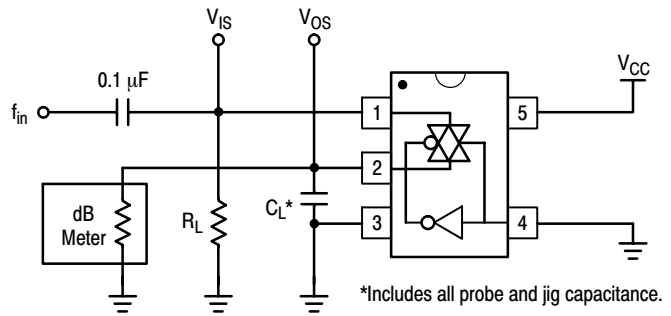 V_IS
V_OS
V_CC
0.1 μF
f_in
1
5
2
dB
Meter
R_L
C_L*
3
4
*Includes all probe and jig capacitance.